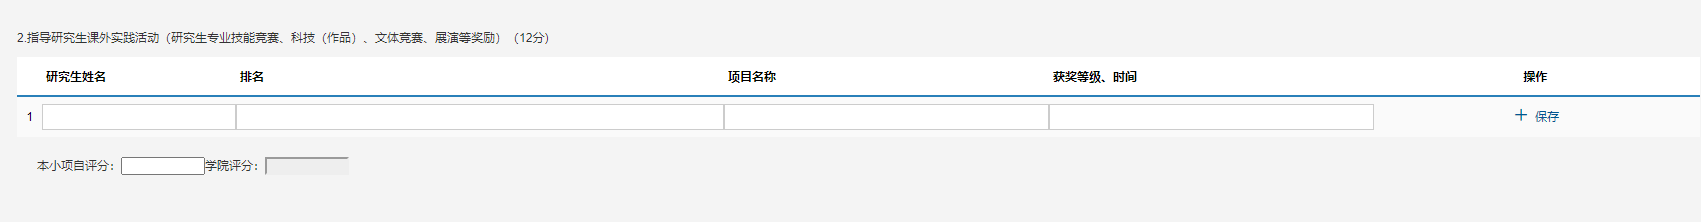 2.指导研究生课外实践活动（研究生专业技能竞赛、科技（作品）、文体竞赛、展演等奖励）（12分）
研究生姓名 排名 项目名称 获奖等级、时间 操作
1 + 保存
本小项目评分： 学院评分：